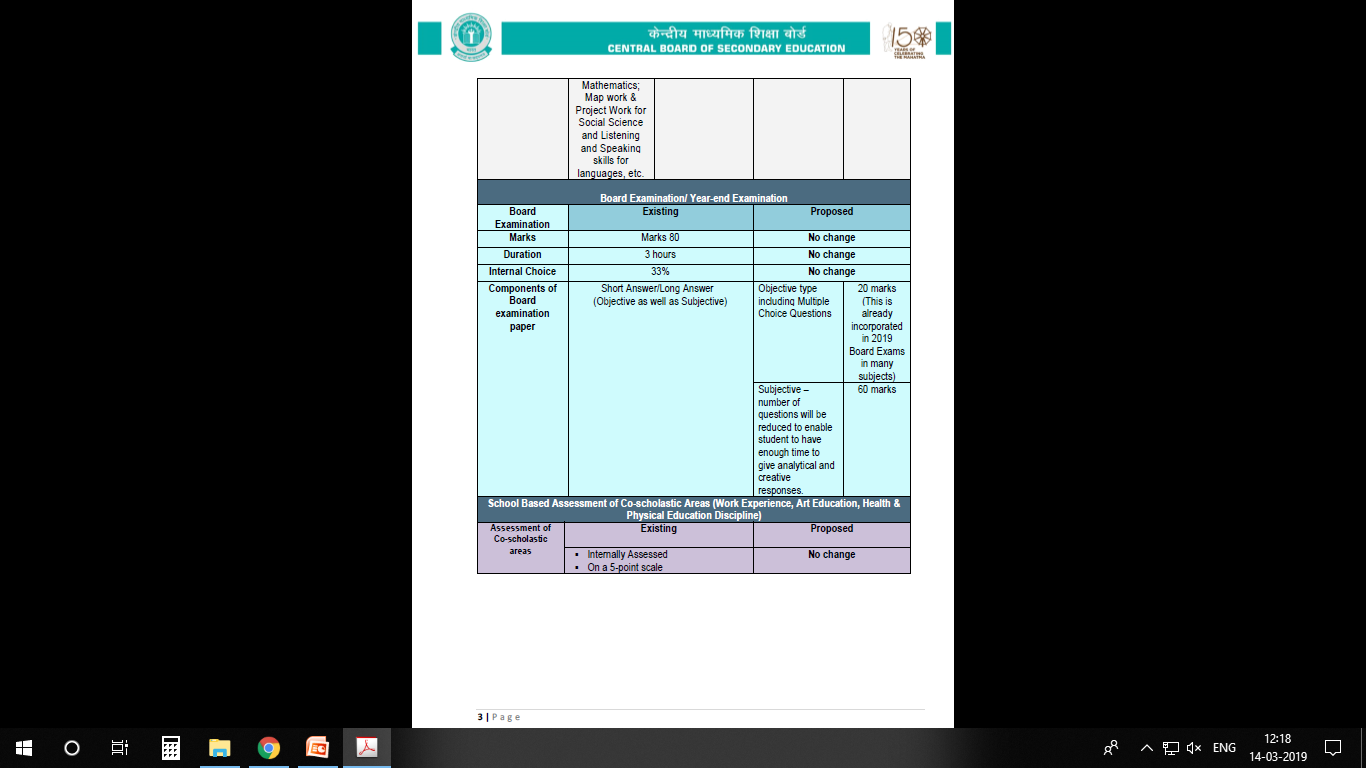 केन्द्रीय माध्यमिक शिक्षा बोर्ड
CENTRAL BOARD OF SECONDARY EDUCATION
150
YEARS OF
CELEBRATING
THE MAHATMA
Mathematics;
Map work &
Project Work for
Social Science
and Listening
and Speaking
skills for
languages, etc.
Board Examination/ Year-end Examination
Board
Examination
Existing
Proposed
Marks
Marks 80
No change
Duration
3 hours
No change
Internal Choice
33%
No change
Components of
Board
examination
paper
Short Answer/Long Answer
(Objective as well as Subjective)
Objective type
including Multiple
Choice Questions
20 marks
(This is
already
incorporated
in 2019
Board Exams
in many
subjects)
Subjective –
number of
questions will be
reduced to enable
student to have
enough time to
give analytical and
creative
responses.
60 marks
School Based Assessment of Co-scholastic Areas (Work Experience, Art Education, Health &
Physical Education Discipline)
Assessment of
Co-scholastic
areas
Existing
Proposed
▪ Internally Assessed
▪ On a 5-point scale
No change
3 | Page
ENG
12:18
14-03-2019